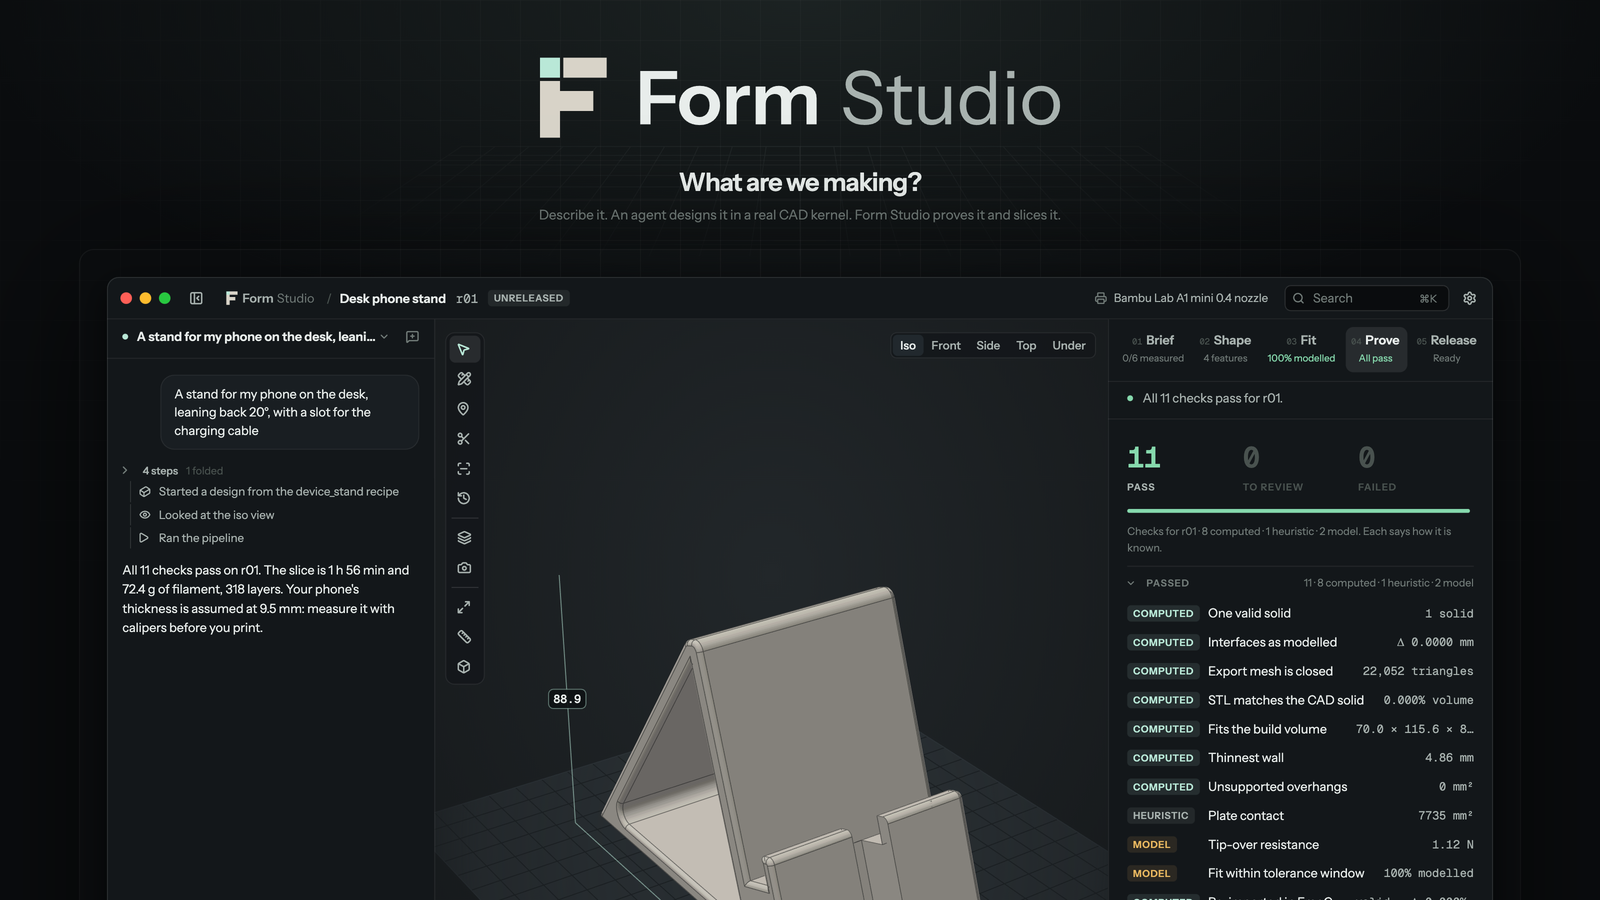 Form Studio
What are we making?
Describe it. An agent designs it in a real CAD kernel. Form Studio proves it and slices it.
Form Studio / Desk phone stand r01 UNRELEASED
Bambu Lab A1 mini 0.4 nozzle
Search ⌘K
A stand for my phone on the desk, leani...
A stand for my phone on the desk,
leaning back 20°, with a slot for the
charging cable
4 steps 1 folded
Started a design from the device_stand recipe
Looked at the iso view
Ran the pipeline
All 11 checks pass on r01. The slice is 1 h 56 min and
72.4 g of filament, 318 layers. Your phone's
thickness is assumed at 9.5 mm: measure it with
calipers before you print.
Iso Front Side Top Under
88.9
01 Brief 02 Shape 03 Fit 04 Prove 05 Release
0/6 measured 4 features 100% modelled All pass Ready
All 11 checks pass for r01.
11 0 0
PASS TO REVIEW FAILED
Checks for r01 · 8 computed · 1 heuristic · 2 model. Each says how it is
known.
PASSED 11 · 8 computed · 1 heuristic · 2 model
COMPUTED One valid solid 1 solid
COMPUTED Interfaces as modelled Δ 0.0000 mm
COMPUTED Export mesh is closed 22,052 triangles
COMPUTED STL matches the CAD solid 0.000% volume
COMPUTED Fits the build volume 70.0 × 115.6 × 8…
COMPUTED Thinnest wall 4.86 mm
COMPUTED Unsupported overhangs 0 mm²
HEURISTIC Plate contact 7735 mm²
MODEL Tip-over resistance 1.12 N
MODEL Fit within tolerance window 100% modelled